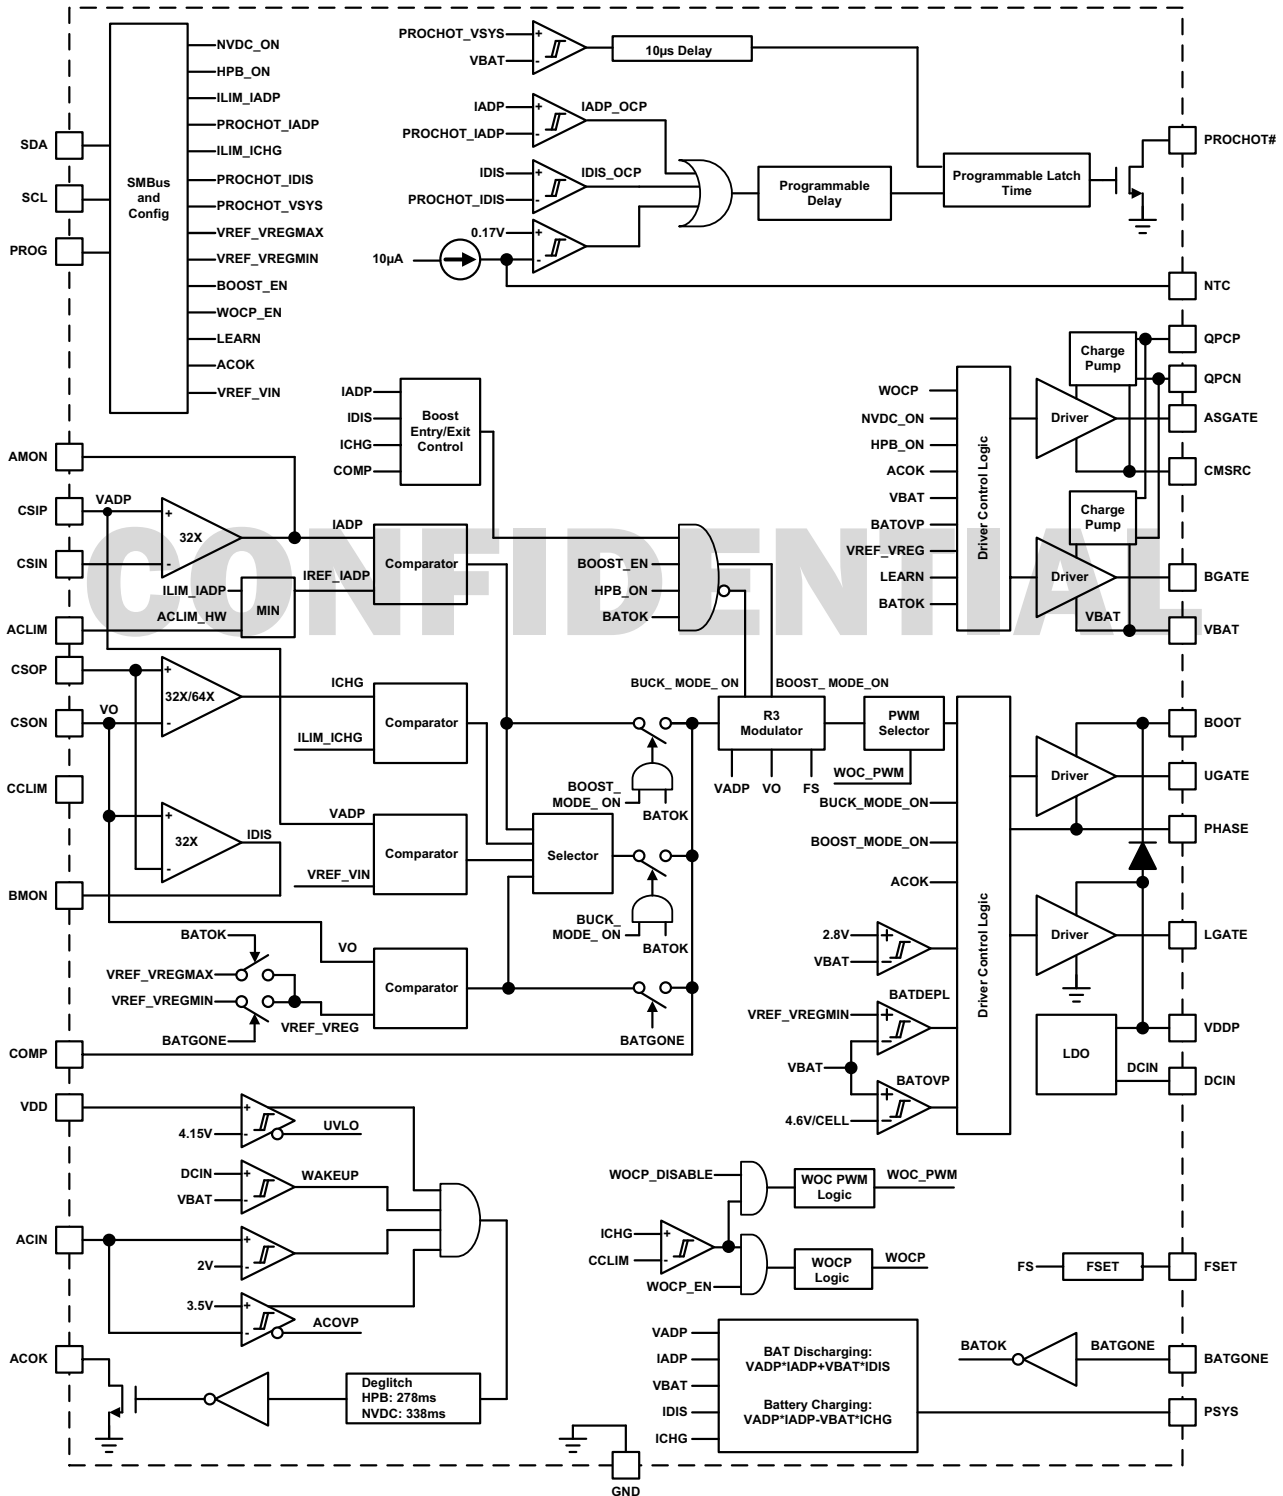 SDA
SCL
PROG
SMBus
and
Config
NVDC_ON
HPB_ON
ILIM_IADP
PROCHOT_IADP
ILIM_ICHG
PROCHOT_IDIS
PROCHOT_VSYS
VREF_VREGMAX
VREF_VREGMIN
BOOST_EN
WOCP_EN
LEARN
ACOK
VREF_VIN
PROCHOT_VSYS
VBAT
+
-
10µs Delay
IADP
PROCHOT_IADP
+
-
IADP_OCP
IDIS
PROCHOT_IDIS
+
-
IDIS_OCP
0.17V
10µA
+
-
Programmable
Delay
Programmable Latch
Time
PROCHOT#
NTC
QPCP
QPCN
ASGATE
CMSRC
BGATE
VBAT
Charge
Pump
Driver
Charge
Pump
Driver
VBAT
WOCP
NVDC_ON
HPB_ON
ACOK
VBAT
BATOVP
VREF_VREG
LEARN
BATOK
Driver Control Logic
IADP
IDIS
ICHG
COMP
Boost
Entry/Exit
Control
CONFIDENTIAL
AMON
CSIP
CSIN
ACLIM
CSOP
CSON
CCLIM
BMON
COMP
VADP
+
-
32X
IADP
IREF_IADP
Comparator
ILIM_IADP
ACLIM_HW
MIN
BOOST_EN
HPB_ON
BATOK
+
-
32X/64X
VO
ICHG
ILIM_ICHG
Comparator
+
-
32X
IDIS
VADP
VREF_VIN
Comparator
Selector
BATOK
VREF_VREGMAX
VREF_VREGMIN
BATGONE
VREF_VREG
VO
Comparator
BOOST_
MODE_ON
BATOK
BUCK_
MODE_ON
BATOK
BATGONE
BUCK_MODE_ON
BOOST_MODE_ON
R3
Modulator
VADP
VO
FS
PWM
Selector
WOC_PWM
BUCK_MODE_ON
BOOST_MODE_ON
ACOK
2.8V
VBAT
+
-
BATDEPL
VREF_VREGMIN
+
-
VBAT
BATOVP
4.6V/CELL
+
-
Driver Control Logic
Driver
Driver
LDO
DCIN
BOOT
UGATE
PHASE
LGATE
VDDP
DCIN
VDD
4.15V
+
-
UVLO
DCIN
VBAT
+
-
WAKEUP
ACIN
2V
+
-
3.5V
+
-
ACOVP
ACOK
Deglitch
HPB: 278ms
NVDC: 338ms
WOCP_DISABLE
WOC PWM
Logic
WOC_PWM
ICHG
CCLIM
+
-
WOCP_EN
WOCP
Logic
WOCP
FS
FSET
FSET
BATOK
BATGONE
BATGONE
VADP
IADP
VBAT
IDIS
ICHG
BAT Discharging:
VADP*IADP+VBAT*IDIS
Battery Charging:
VADP*IADP-VBAT*ICHG
PSYS
GND